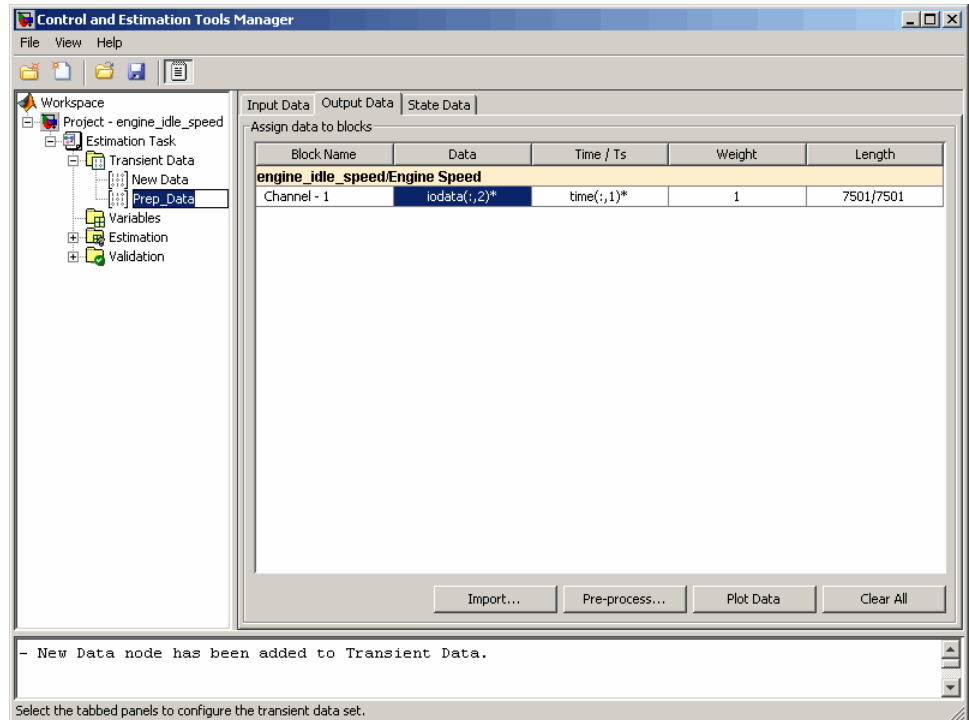 Control and Estimation Tools Manager
File View Help
Workspace
Project - engine_idle_speed
Estimation Task
Transient Data
New Data
Prep_Data
Variables
Estimation
Validation
Input Data Output Data State Data
Assign data to blocks
Block Name Data Time / Ts Weight Length
engine_idle_speed/Engine Speed
Channel - 1 iodata(:,2)* time(:,1)* 1 7501/7501
Import... Pre-process... Plot Data Clear All
- New Data node has been added to Transient Data.
Select the tabbed panels to configure the transient data set.